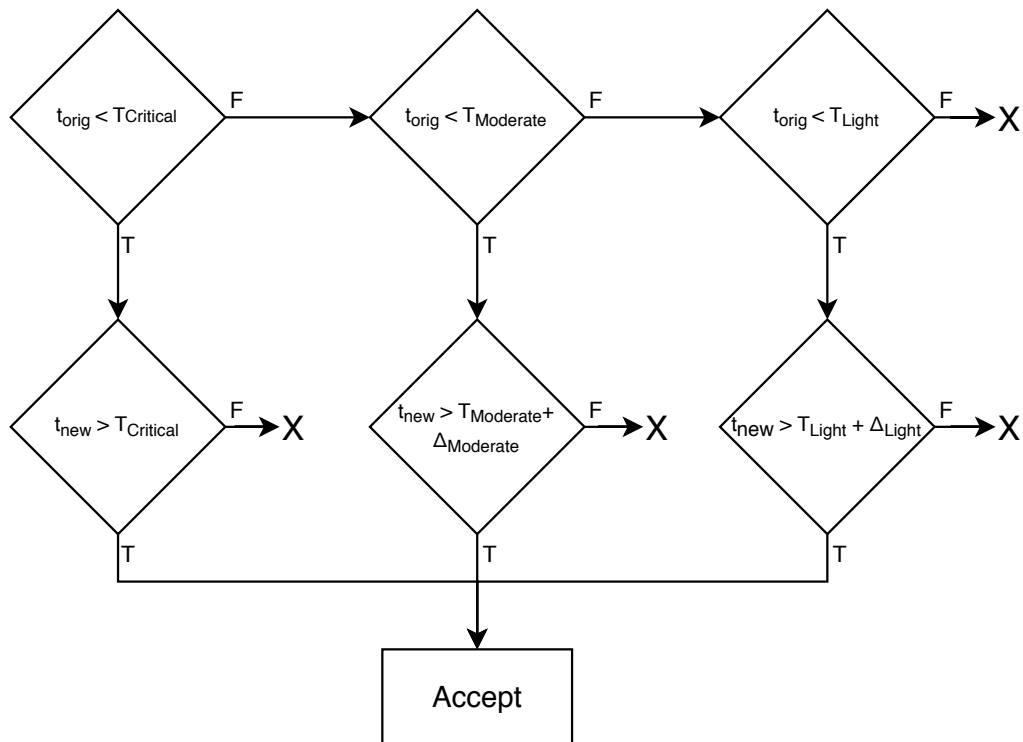 t_orig < T_Critical
F
t_orig < T_Moderate
F
t_orig < T_Light
F
X
T
T
T
t_new > T_Critical
F
X
t_new > T_Moderate+
Δ_Moderate
F
X
t_new > T_Light + Δ_Light
F
X
T
T
T
Accept